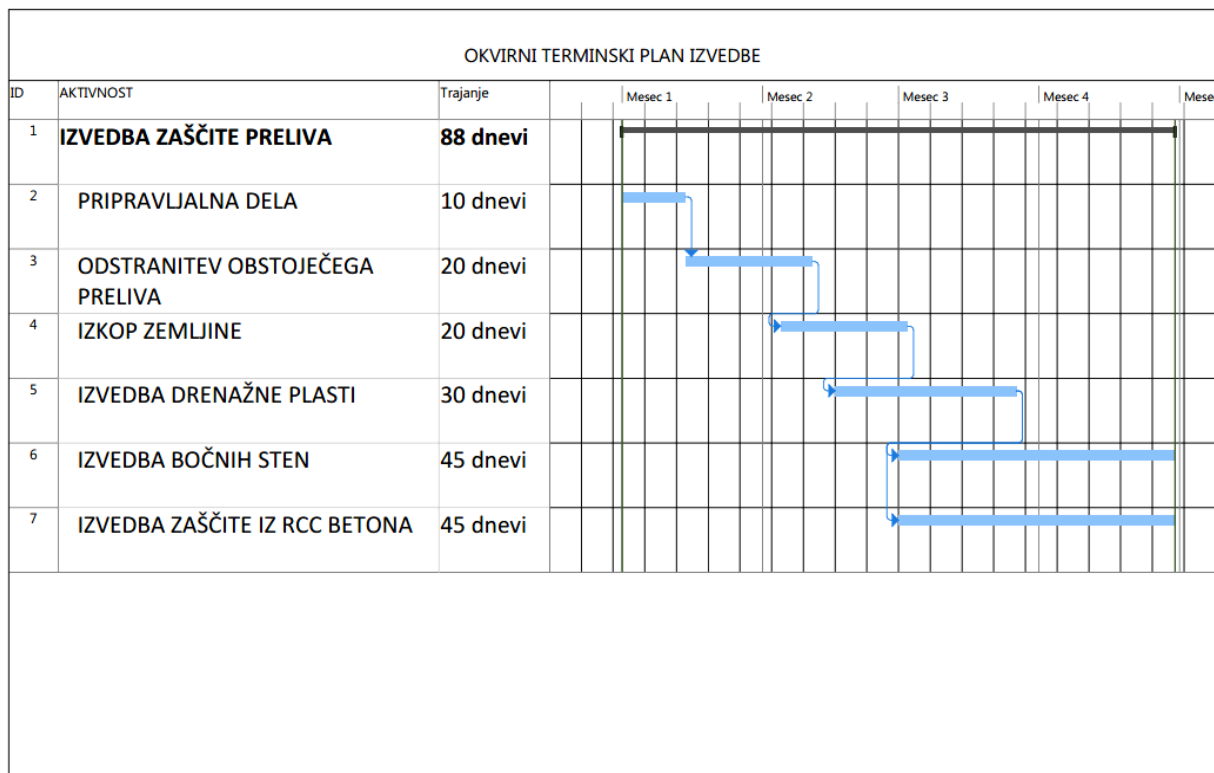 OKVIRNI TERMINSKI PLAN IZVEDBE
ID AKTIVNOST Trajanje Mesec 1 Mesec 2 Mesec 3 Mesec 4 Mese
1 IZVEDBA ZAŠČITE PRELIVA 88 dnevi
2 PRIPRAVLJALNA DELA 10 dnevi
3 ODSTRANITEV OBSTOJEČEGA 20 dnevi
PRELIVA
4 IZKOP ZEMLJINE 20 dnevi
5 IZVEDBA DRENAŽNE PLASTI 30 dnevi
6 IZVEDBA BOČNIH STEN 45 dnevi
7 IZVEDBA ZAŠČITE IZ RCC BETONA 45 dnevi